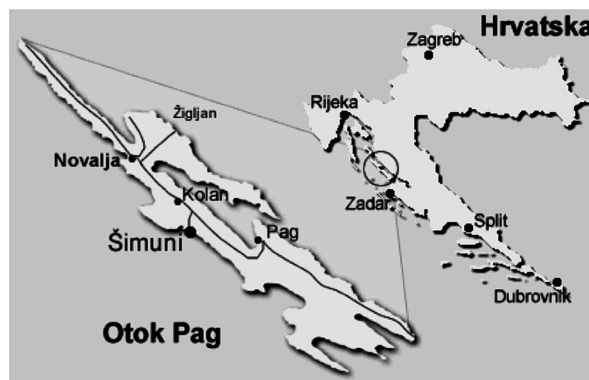 Hrvatska
Zagreb
Rijeka
Žigljan
Novalja
Kolan
Zadar
Šimuni
Pag
Split
Dubrovnik
Otok Pag